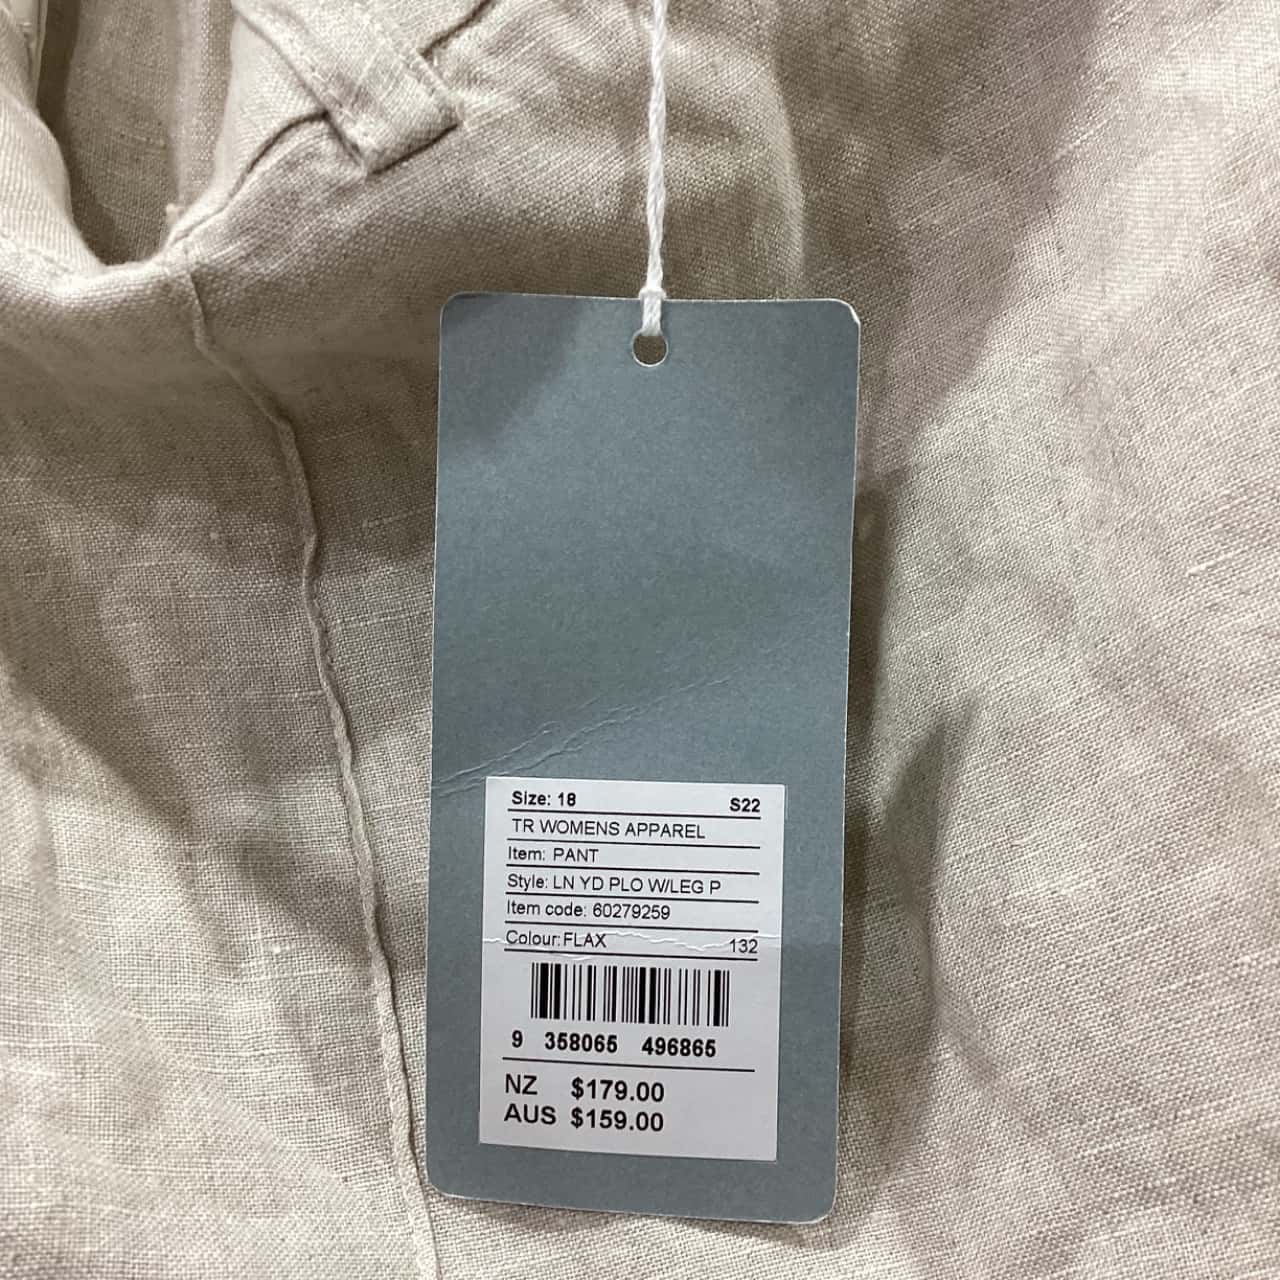 Size: 18 S22
TR WOMENS APPAREL
Item: PANT
Style: LN YD PLO W/LEG P
Item code: 60279259
Colour: FLAX 132
9 358065 496865
NZ $179.00
AUS $159.00